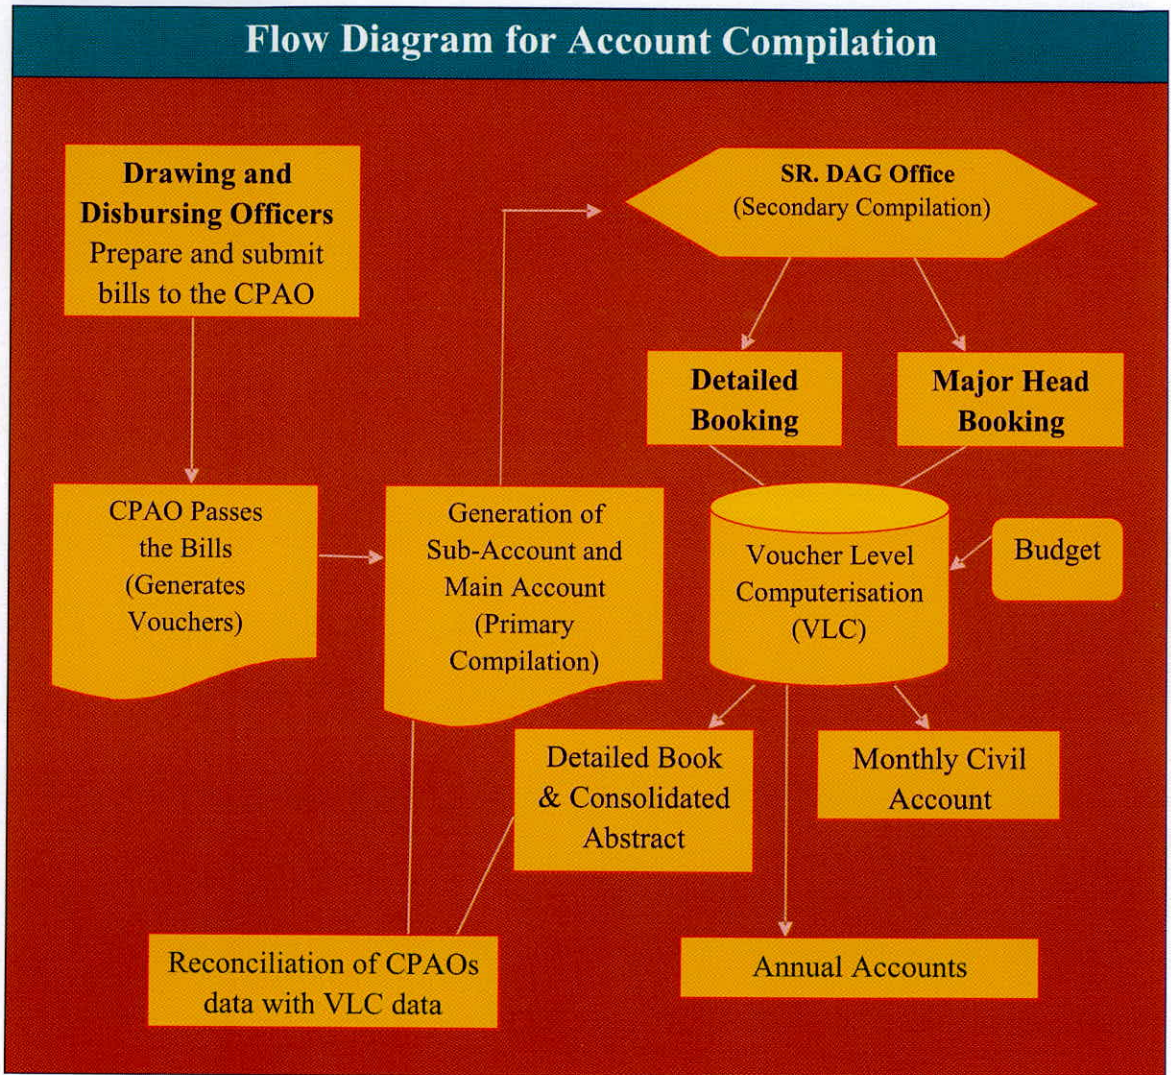 Flow Diagram for Account Compilation
Drawing and
Disbursing Officers
Prepare and submit
bills to the CPAO
SR. DAG Office
(Secondary Compilation)
Detailed
Booking
Major Head
Booking
CPAO Passes
the Bills
(Generates
Vouchers)
Generation of
Sub-Account and
Main Account
(Primary
Compilation)
Voucher Level
Computerisation
(VLC)
Budget
Detailed Book
& Consolidated
Abstract
Monthly Civil
Account
Reconciliation of CPAOs
data with VLC data
Annual Accounts